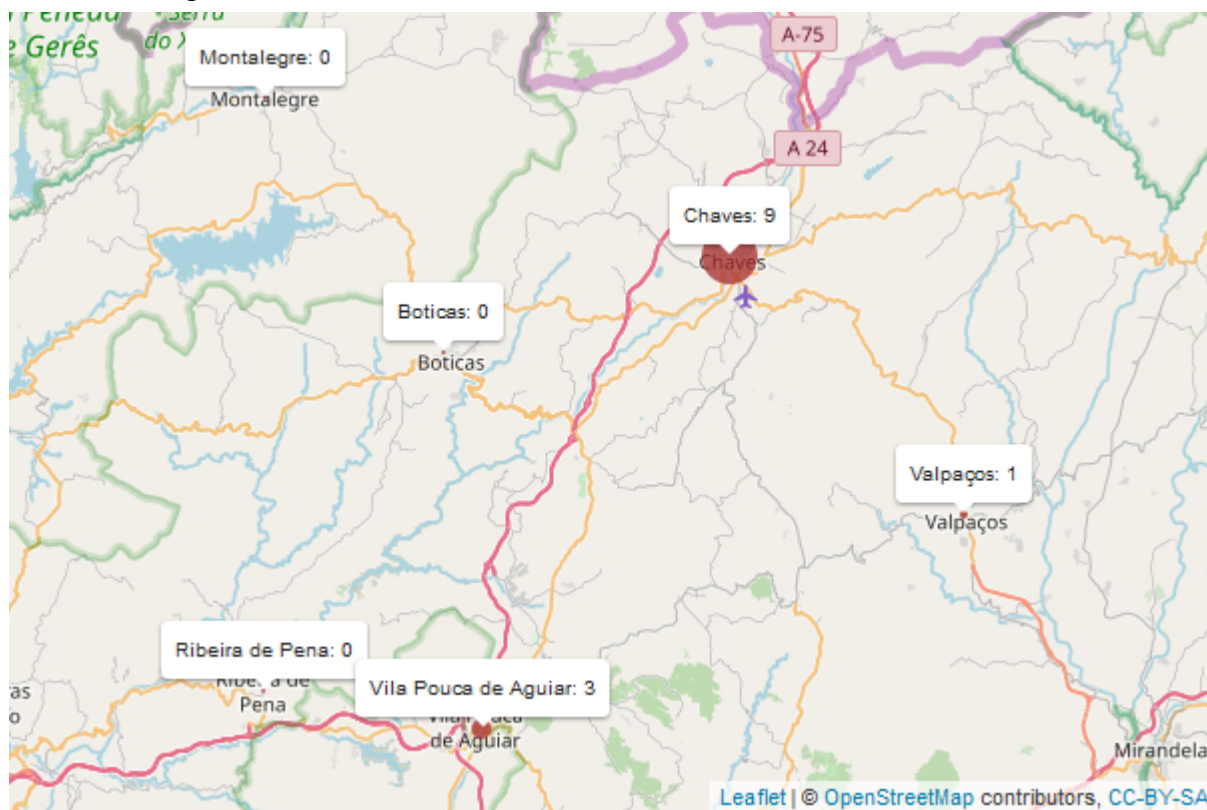 de Gerês
do X
A-75
Montalegre: 0
Montalegre
A 24
Chaves: 9
Chaves
Boticas: 0
Boticas
Valpaços: 1
Valpaços
Ribeira de Pena: 0
Pena
Vila Pouca de Aguiar: 3
de Aguiar
Mirandela
Leaflet | © OpenStreetMap contributors, CC-BY-SA